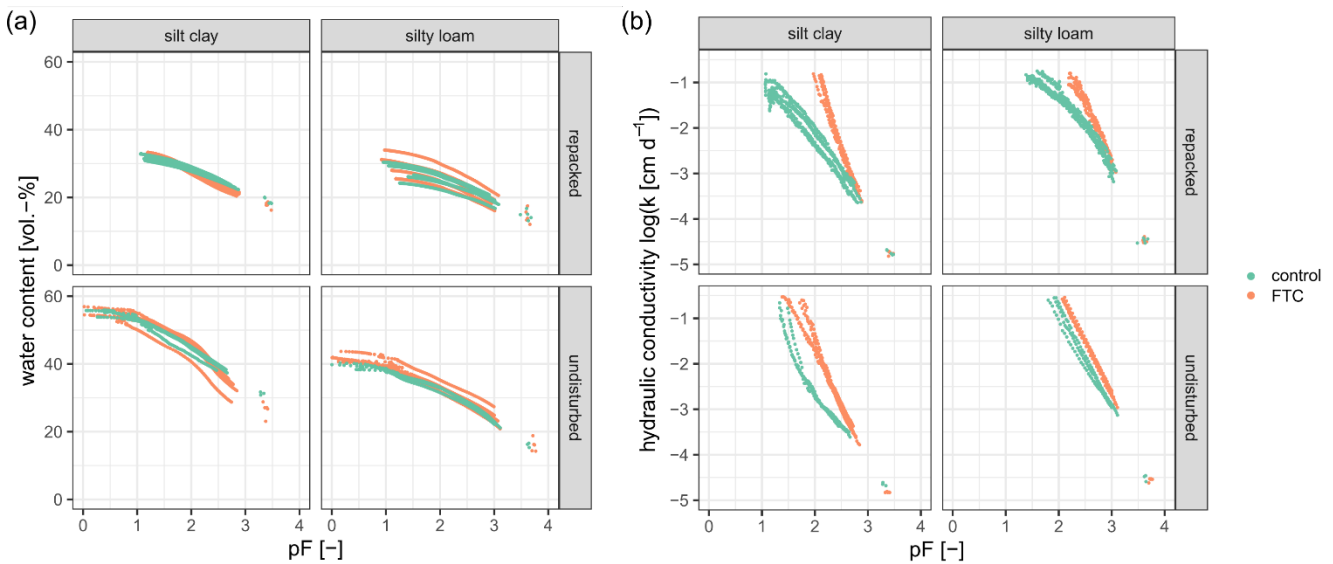 (a)
silt clay
silty loam
water content [vol.−%]
60
40
20
0
repacked
60
40
20
0
undisturbed
0 1 2 3 4
0 1 2 3 4
pF [−]
(b)
silt clay
silty loam
hydraulic conductivity log(k [cm d⁻¹])
−1
−2
−3
−4
−5
repacked
−1
−2
−3
−4
−5
undisturbed
0 1 2 3 4
0 1 2 3 4
pF [−]
control
FTC